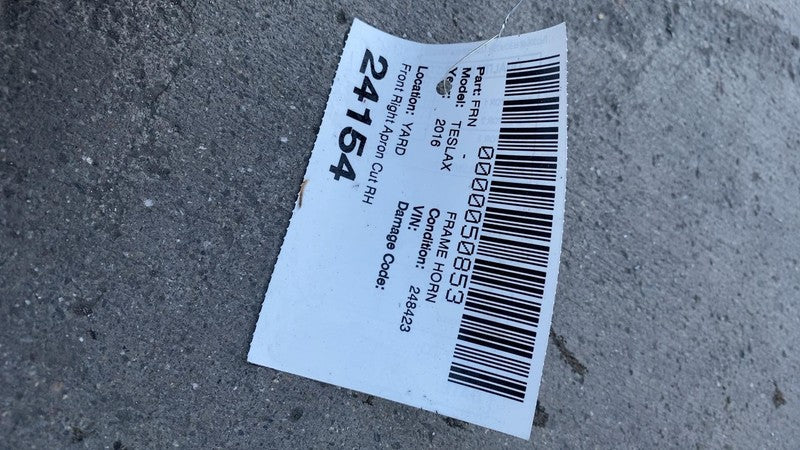 0000050853
Part: FRN - FRAME HORN
Model: TESLAX Condition:
Year: 2016 VIN: 248423
Location: YARD Damage Code:
Front Right Apron Cut RH
24154